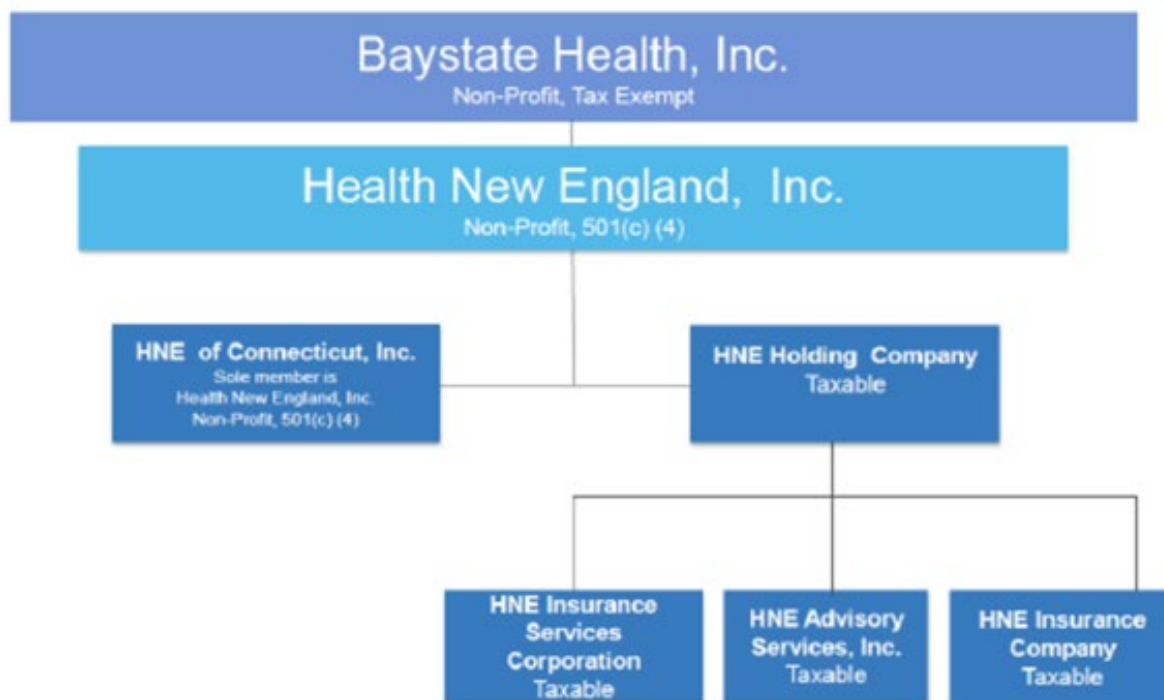 Baystate Health, Inc.
Non-Profit, Tax Exempt
Health New England, Inc.
Non-Profit, 501(c) (4)
HNE of Connecticut, Inc.
Sole member is
Health New England, Inc.
Non-Profit, 501(c) (4)
HNE Holding Company
Taxable
HNE Insurance
Services
Corporation
Taxable
HNE Advisory
Services, Inc.
Taxable
HNE Insurance
Company
Taxable